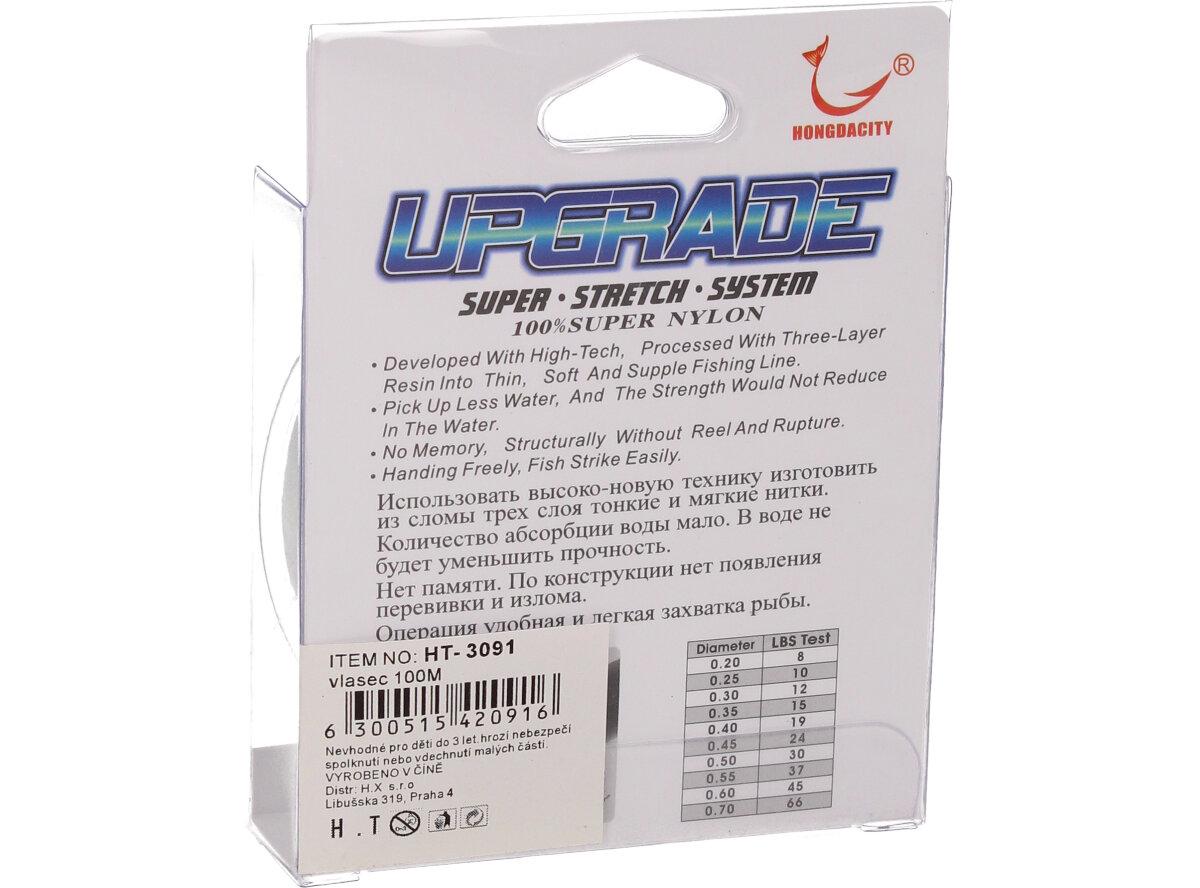 ®
HONGDACITY
UPGRADE
SUPER · STRETCH · SYSTEM
100% SUPER NYLON
• Developed With High-Tech, Processed With Three-Layer
Resin Into Thin, Soft And Supple Fishing Line.
• Pick Up Less Water, And The Strength Would Not Reduce
In The Water.
• No Memory, Structurally Without Reel And Rupture.
• Handing Freely, Fish Strike Easily.
Использовать высоко-новую технику изготовить
из сломы трех слоя тонкие и мягкие нитки.
Количество абсорбции воды мало. В воде не
будет уменьшить прочность.
Нет памяти. По конструкции нет появления
перевивки и излома.
Операция удобная и легкая захватка рыбы.
ITEM NO: HT- 3091
vlasec 100M
6 300515 420916
Nevhodné pro děti do 3 let.hrozí nebezpečí
spolknutí nebo vdechnutí malých částí.
VYROBENO V ČÍNĚ
Distr: H.X s.r.o
Libušska 319, Praha 4
H . T
Diameter LBS Test
0.20 8
0.25 10
0.30 12
0.35 15
0.40 19
0.45 24
0.50 30
0.55 37
0.60 45
0.70 66